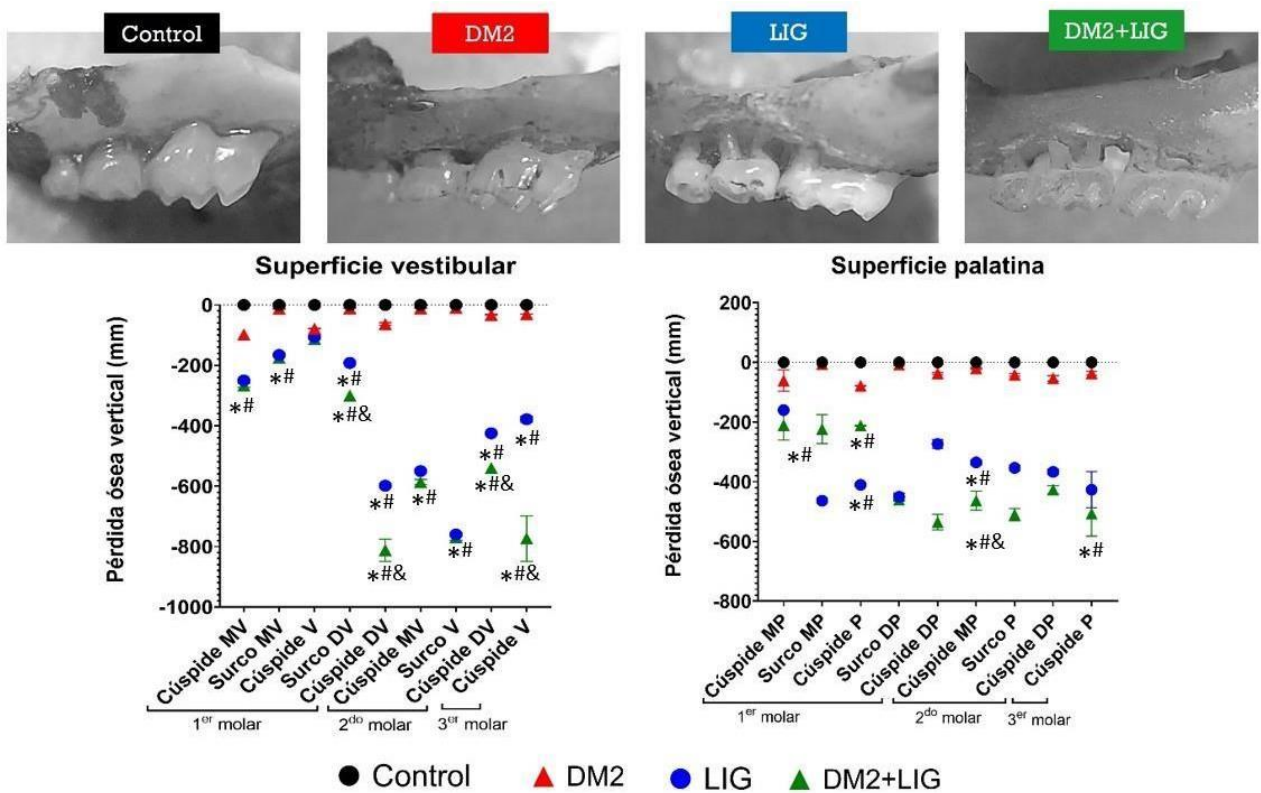 Control
DM2
LIG
DM2+LIG
Superficie vestibular
Pérdida ósea vertical (mm)
0
-200
-400
-600
-800
-1000
*#
*#
*#
*#&
*#
*#&
*#
*#
*#
*#&
*#
*#&
Cúspide MV
Surco MV
Cúspide V
Surco DV
Cúspide DV
Cúspide MV
Surco V
Cúspide DV
Cúspide V
1er molar
2do molar
3er molar
Superficie palatina
Pérdida ósea vertical (mm)
200
0
-200
-400
-600
-800
*#
*#
*#
*#
*#&
*#
Cúspide MP
Surco MP
Cúspide P
Surco DP
Cúspide DP
Cúspide MP
Surco P
Cúspide DP
Cúspide P
1er molar
2do molar
3er molar
Control
DM2
LIG
DM2+LIG